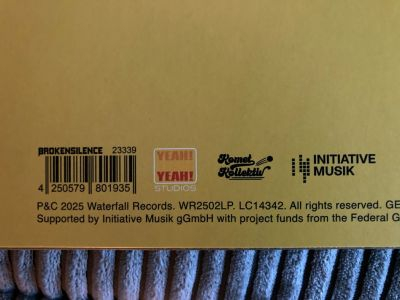 BROKENSILENCE 23339
4 250579 801935
YEAH!
YEAH!
STUDIOS
Komet
Kollektiv
INITIATIVE
MUSIK
P&C 2025 Waterfall Records. WR2502LP. LC14342. All rights reserved. GE
Supported by Initiative Musik gGmbH with project funds from the Federal G